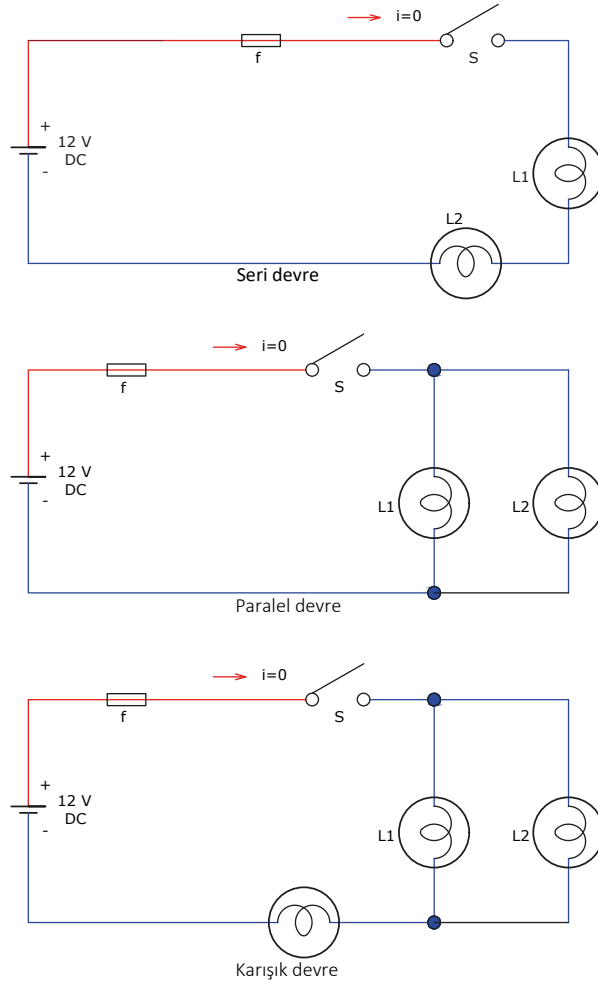 i=0
f
S
+
12 V
DC
-
L1
L2
Seri devre
i=0
f
S
+
12 V
DC
-
L1
L2
Paralel devre
i=0
f
S
+
12 V
DC
-
L1
L2
Karışık devre